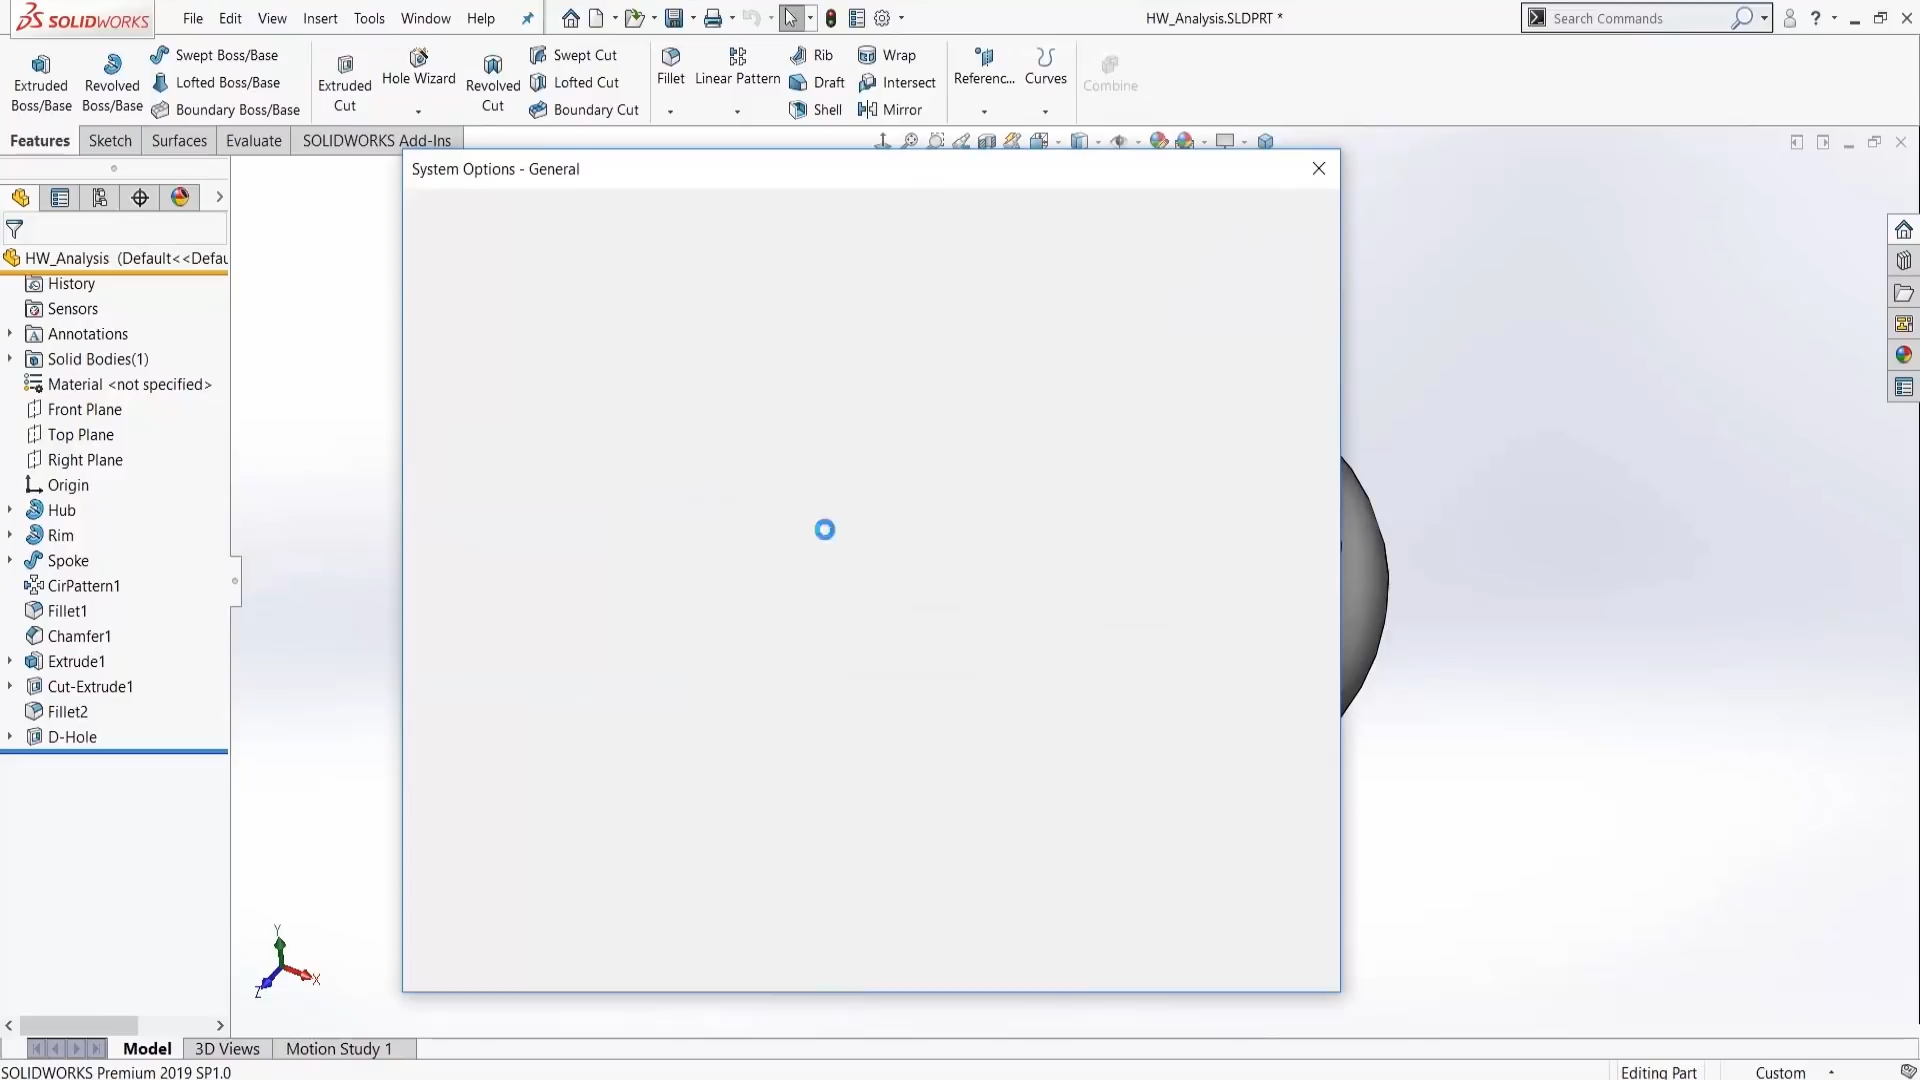 SOLIDWORKS File Edit View Insert Tools Window Help HW_Analysis.SLDPRT * Search Commands ?
Extruded Boss/Base
Revolved Boss/Base
Swept Boss/Base
Lofted Boss/Base
Boundary Boss/Base
Extruded Cut
Hole Wizard
Revolved Cut
Swept Cut
Lofted Cut
Boundary Cut
Fillet
Linear Pattern
Rib
Draft
Shell
Wrap
Intersect
Mirror
Referenc...
Curves
Combine
Features Sketch Surfaces Evaluate SOLIDWORKS Add-Ins
System Options - General
HW_Analysis (Default<<Defau
History
Sensors
Annotations
Solid Bodies(1)
Material <not specified>
Front Plane
Top Plane
Right Plane
Origin
Hub
Rim
Spoke
CirPattern1
Fillet1
Chamfer1
Extrude1
Cut-Extrude1
Fillet2
D-Hole
Y
X
Z
Model 3D Views Motion Study 1
SOLIDWORKS Premium 2019 SP1.0 Editing Part Custom